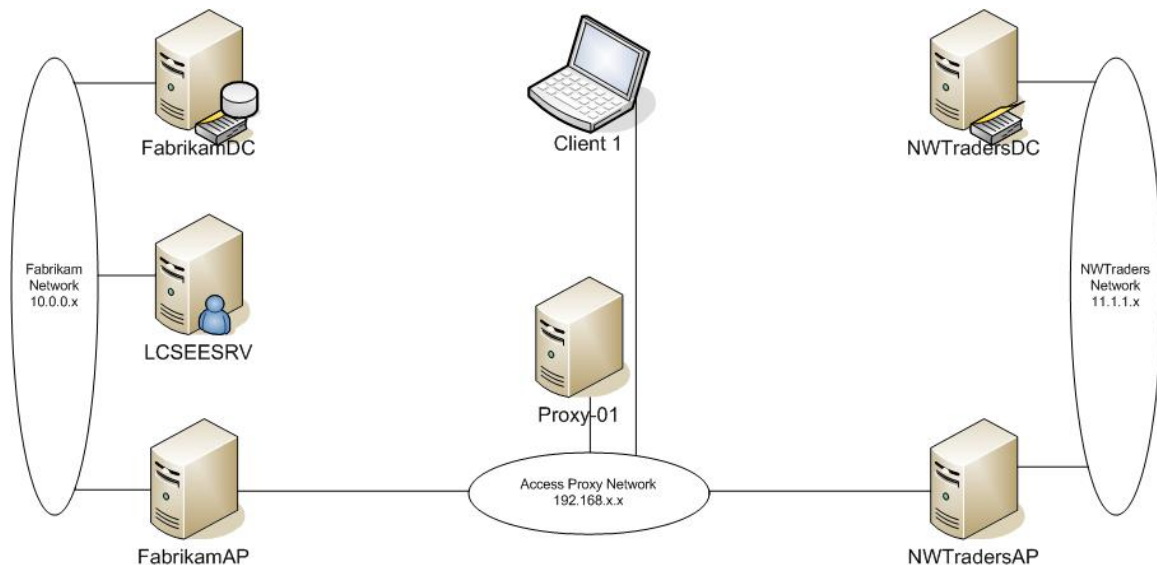 FabrikamDC
Client 1
NWTradersDC
Fabrikam
Network
10.0.0.x
NWTraders
Network
11.1.1.x
LCSEESRV
Proxy-01
Access Proxy Network
192.168.x.x
FabrikamAP
NWTradersAP